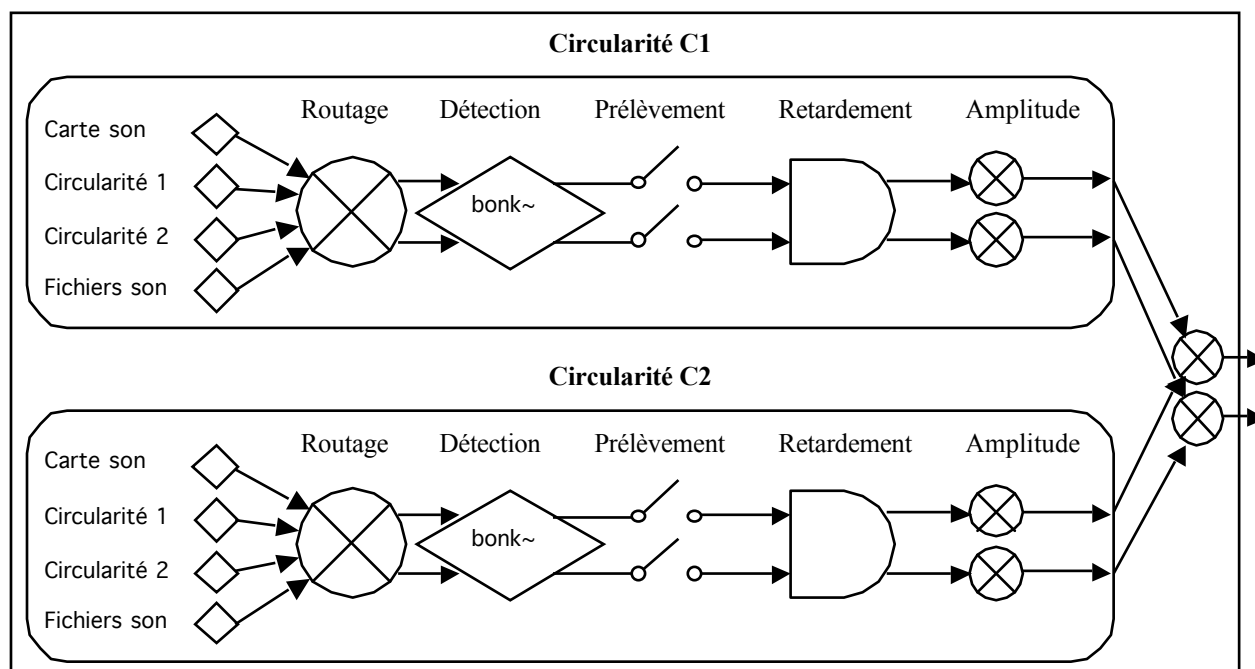 Circularité C1
Routage Détection Prélèvement Retardement Amplitude
Carte son
Circularité 1
bonk~
Circularité 2
Fichiers son
Circularité C2
Routage Détection Prélèvement Retardement Amplitude
Carte son
Circularité 1
bonk~
Circularité 2
Fichiers son